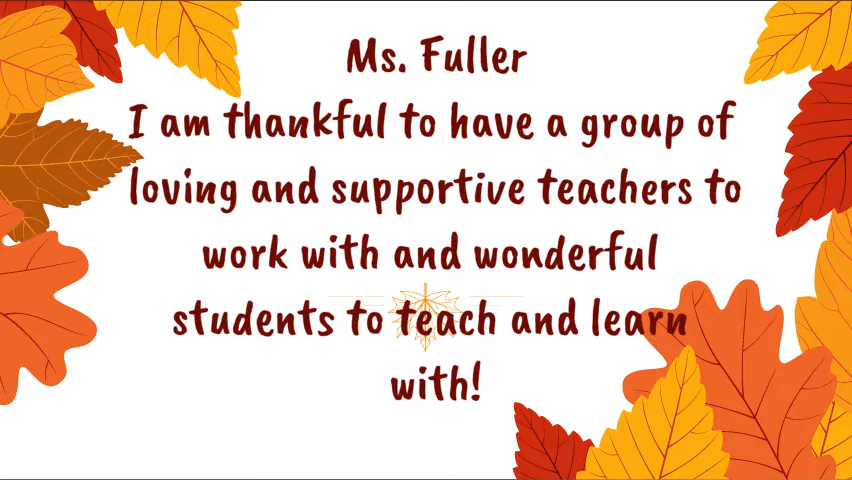 Ms. Fuller
I am thankful to have a group of
loving and supportive teachers to
work with and wonderful
students to teach and learn
with!